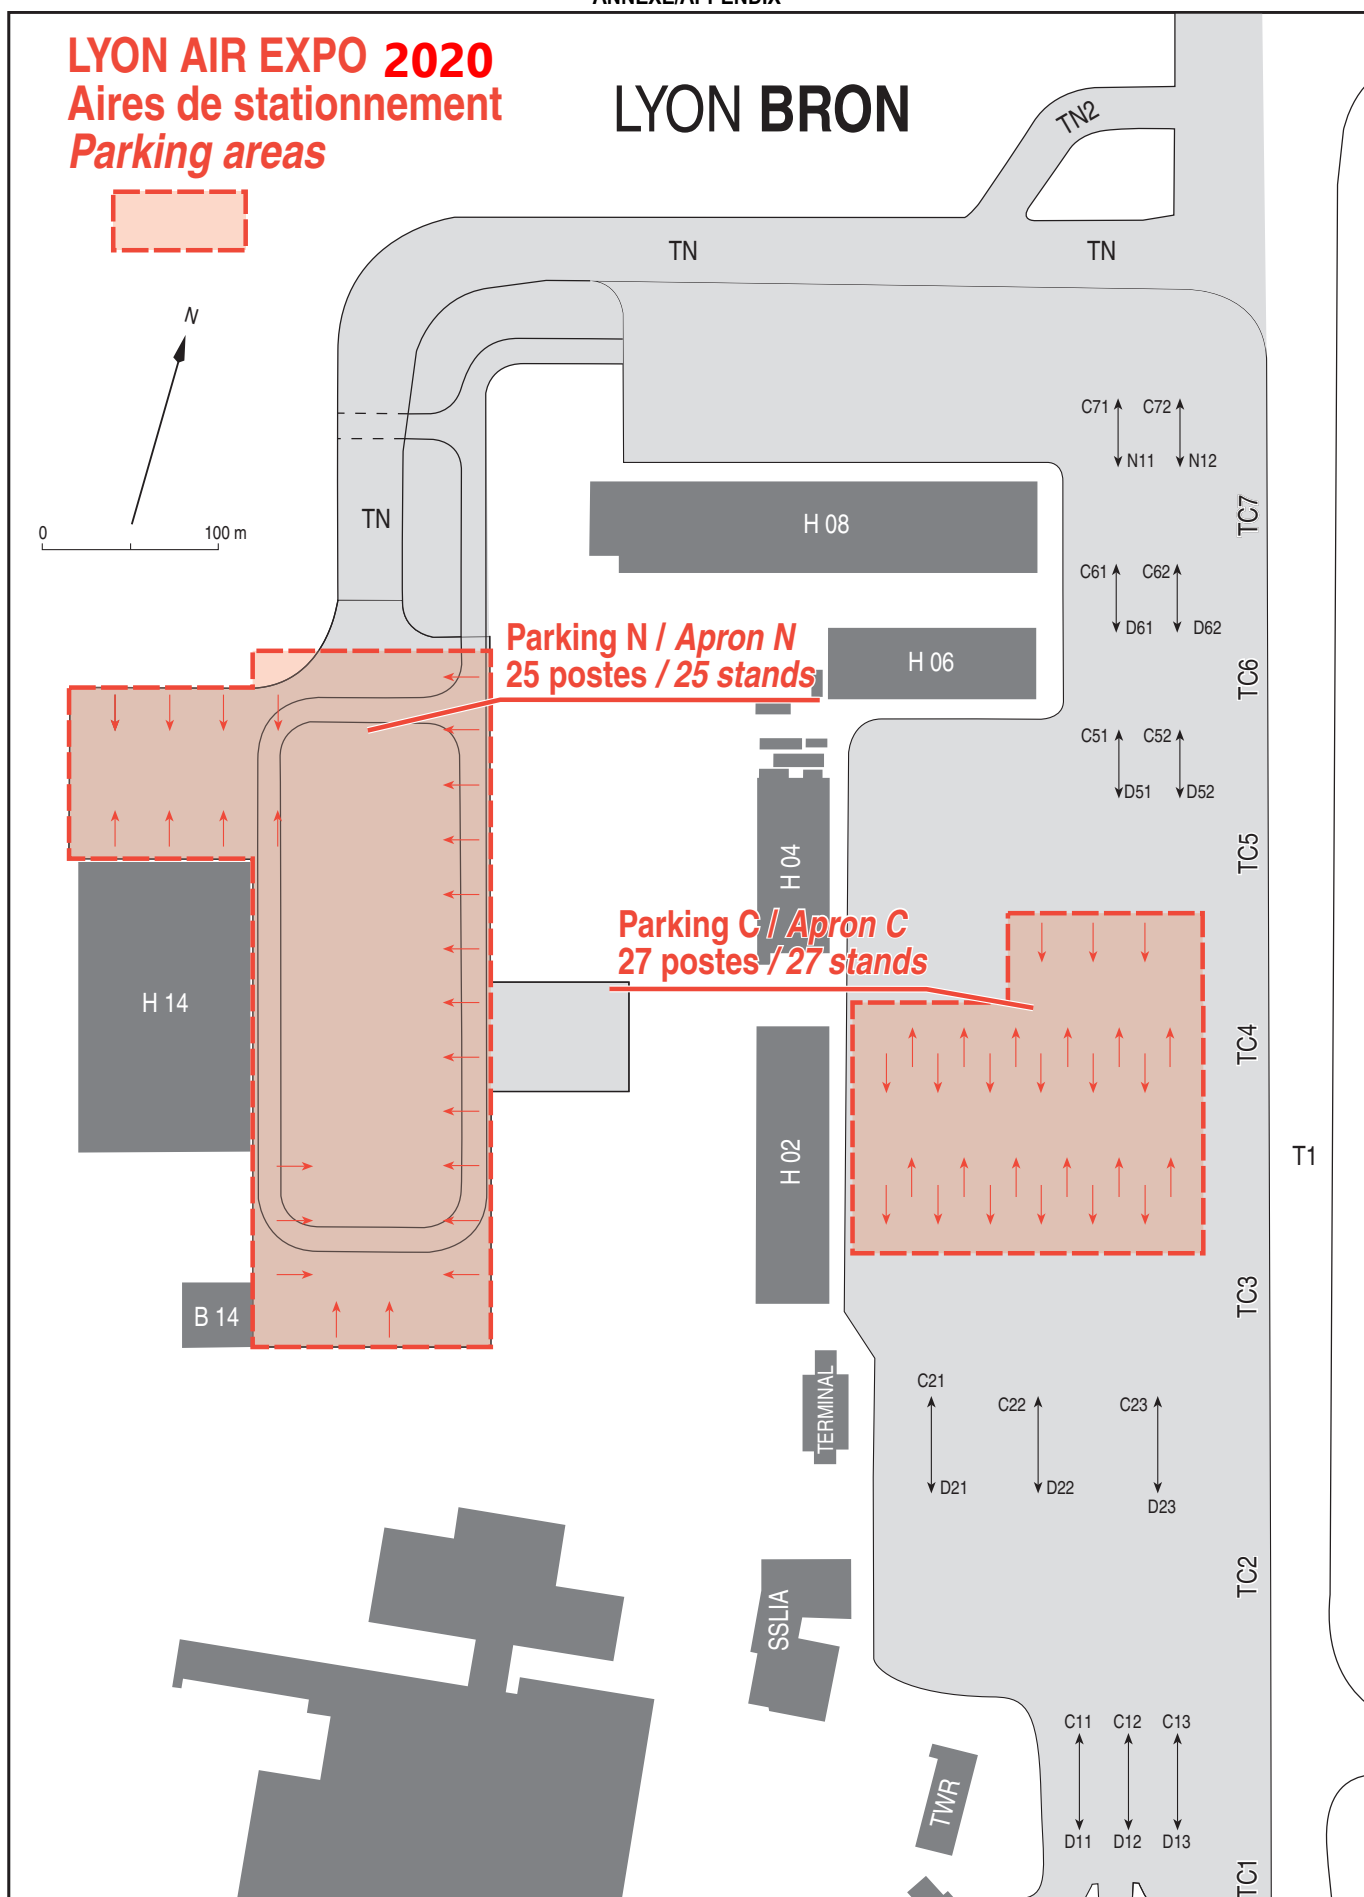 ANNEXE/APPENDIX
LYON AIR EXPO 2020
Aires de stationnement
Parking areas
LYON BRON
TN2
TN
TN
N
0
100 m
TN
C71
C72
N11
N12
TC7
H 08
C61
C62
D61
D62
Parking N / Apron N
25 postes / 25 stands
H 06
TC6
C51
C52
D51
D52
TC5
H 04
Parking C / Apron C
27 postes / 27 stands
H 14
TC4
H 02
T1
TC3
B 14
TERMINAL
C21
C22
C23
D21
D22
D23
TC2
SSLIA
C11
C12
C13
TWR
D11
D12
D13
TC1